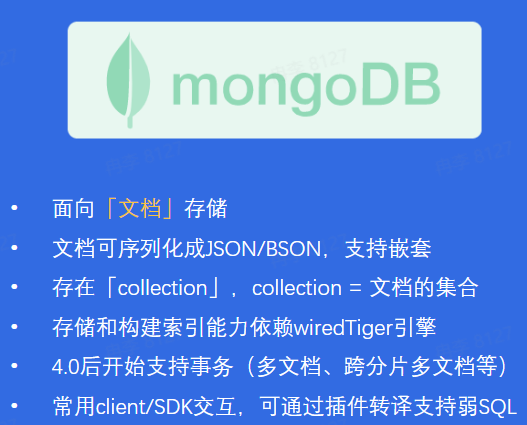 mongoDB
• 面向「文档」存储
• 文档可序列化成JSON/BSON，支持嵌套
• 存在「collection」，collection = 文档的集合
• 存储和构建索引能力依赖wiredTiger引擎
• 4.0后开始支持事务（多文档、跨分片多文档等）
• 常用client/SDK交互，可通过插件转译支持弱SQL